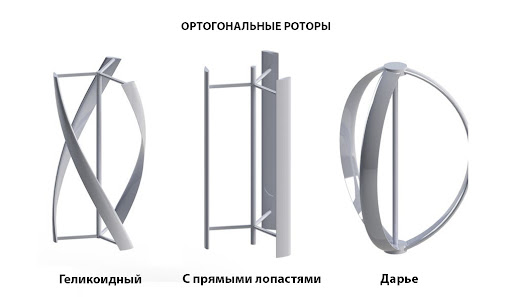 ОРТОГОНАЛЬНЫЕ РОТОРЫ
Геликоидный
С прямыми лопастями
Дарье